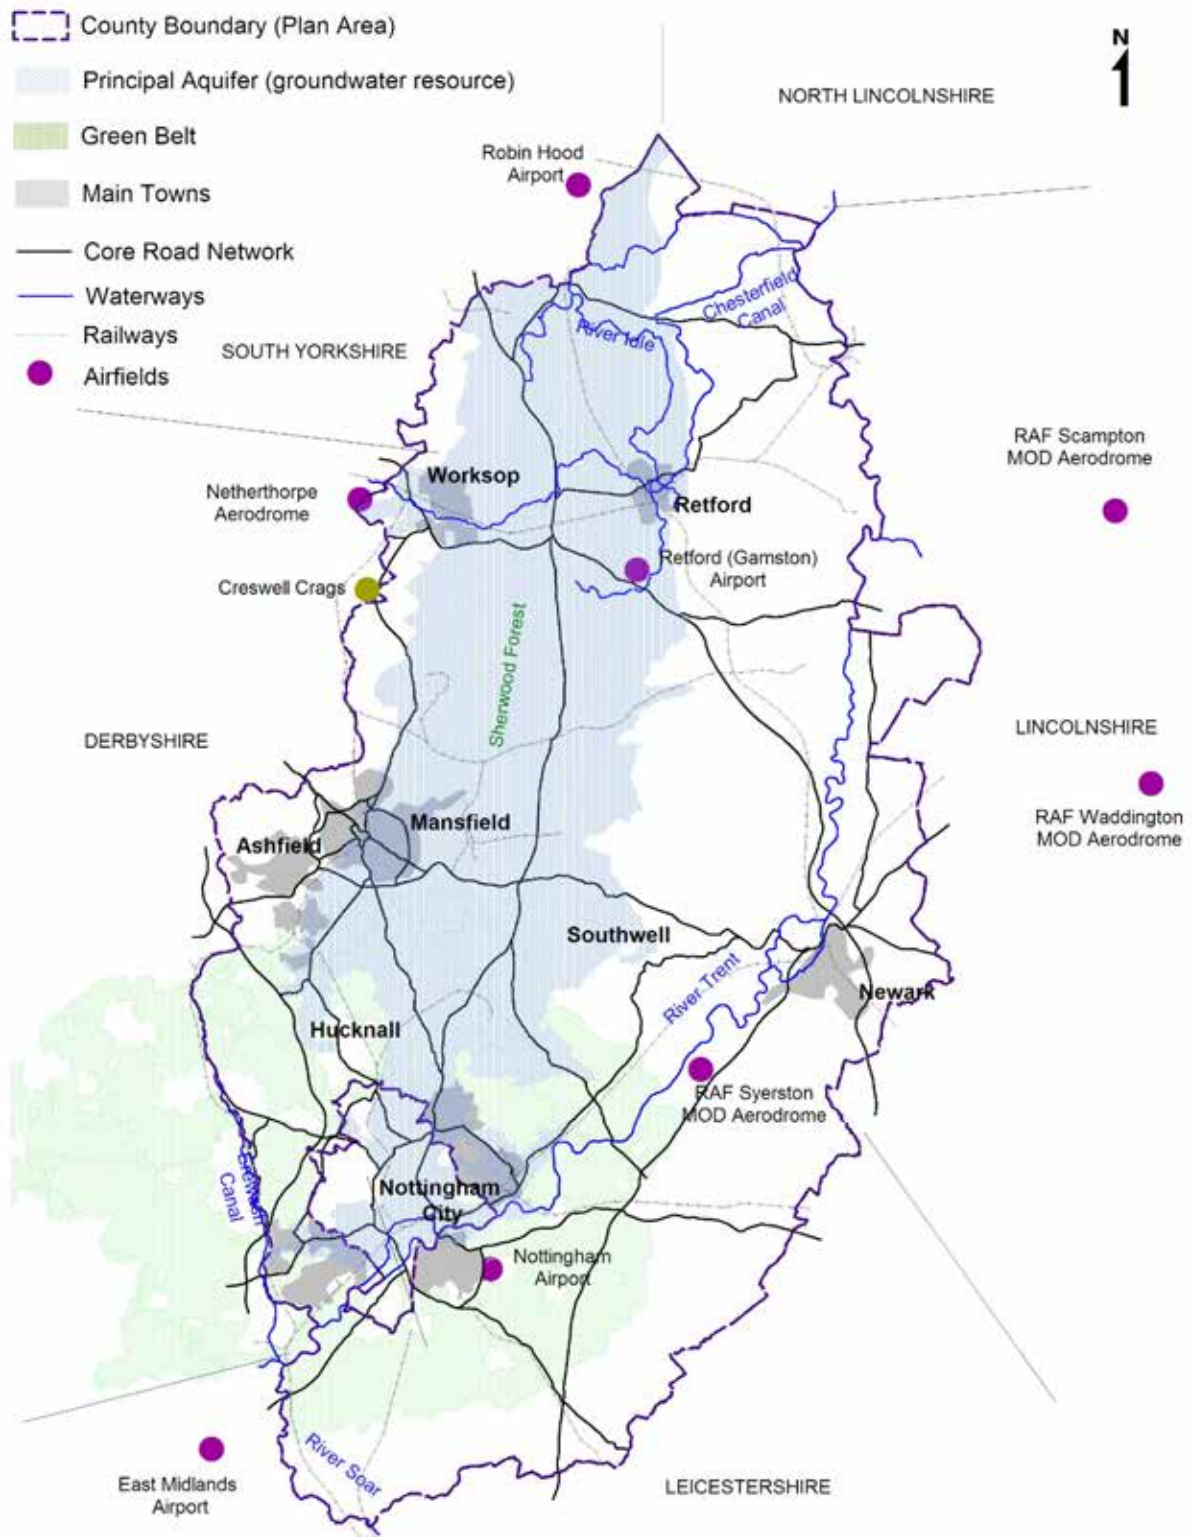 County Boundary (Plan Area)
Principal Aquifer (groundwater resource)
Green Belt
Main Towns
Core Road Network
Waterways
Railways
Airfields
N
NORTH LINCOLNSHIRE
Robin Hood
Airport
Chesterfield
Canal
River Idle
SOUTH YORKSHIRE
RAF Scampton
MOD Aerodrome
Worksop
Netherthorpe
Aerodrome
Retford
Retford (Gamston)
Airport
Creswell Crags
Sherwood Forest
DERBYSHIRE
LINCOLNSHIRE
RAF Waddington
MOD Aerodrome
Mansfield
Ashfield
Southwell
River Trent
Newark
Hucknall
RAF Syerston
MOD Aerodrome
Erewash
Canal
Nottingham
City
Nottingham
Airport
River Soar
East Midlands
Airport
LEICESTERSHIRE